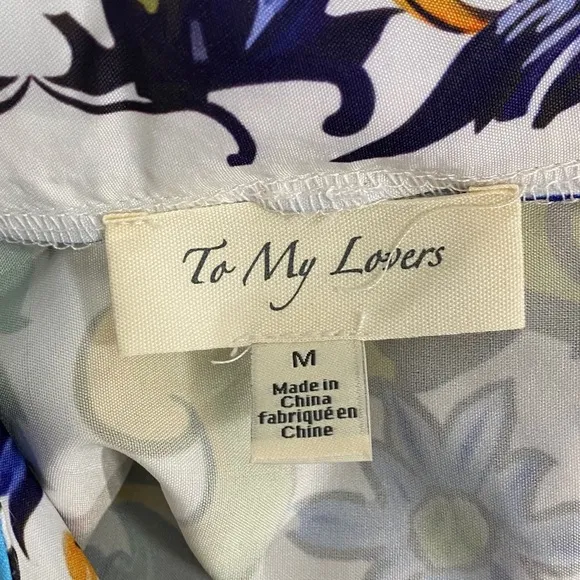 To My Lovers
M
Made in
China
fabriqué en
Chine